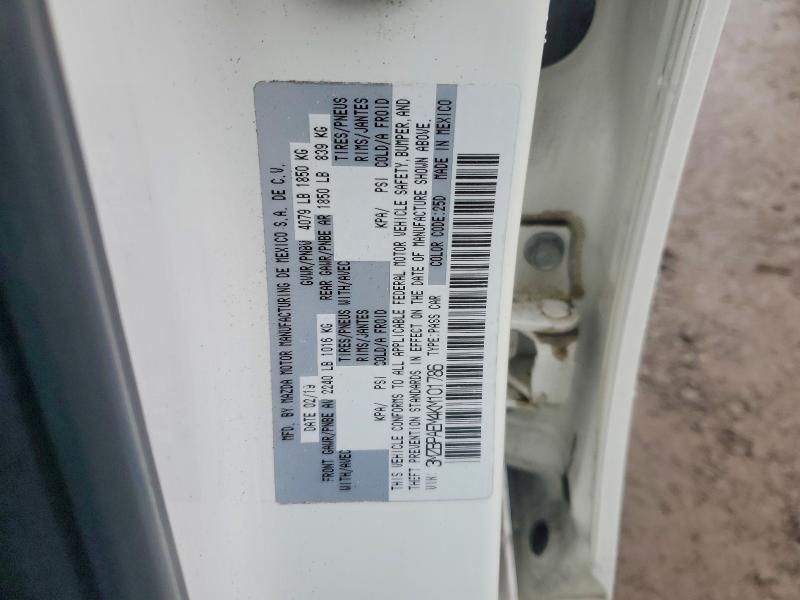 MFD. BY MAZDA MOTOR MANUFACTURING DE MEXICO S.A. DE C.V.
DATE 02/19 GVWR/PNBV 4079 LB 1850 KG
FRONT GAWR/PNBE AV 2240 LB 1016 KG REAR GAWR/PNBE AR 1850 LB 839 KG
WITH/AVEC TIRES/PNEUS WITH/AVEC TIRES/PNEUS
RIMS/JANTES RIMS/JANTES
KPA/ PSI COLD/A FROID KPA/ PSI COLD/A FROID
THIS VEHICLE CONFORMS TO ALL APPLICABLE FEDERAL MOTOR VEHICLE SAFETY, BUMPER, AND
THEFT PREVENTION STANDARDS IN EFFECT ON THE DATE OF MANUFACTURE SHOWN ABOVE.
VIN: 3MZBPAEM4KM101786 TYPE:PASS CAR COLOR CODE:25D MADE IN MEXICO